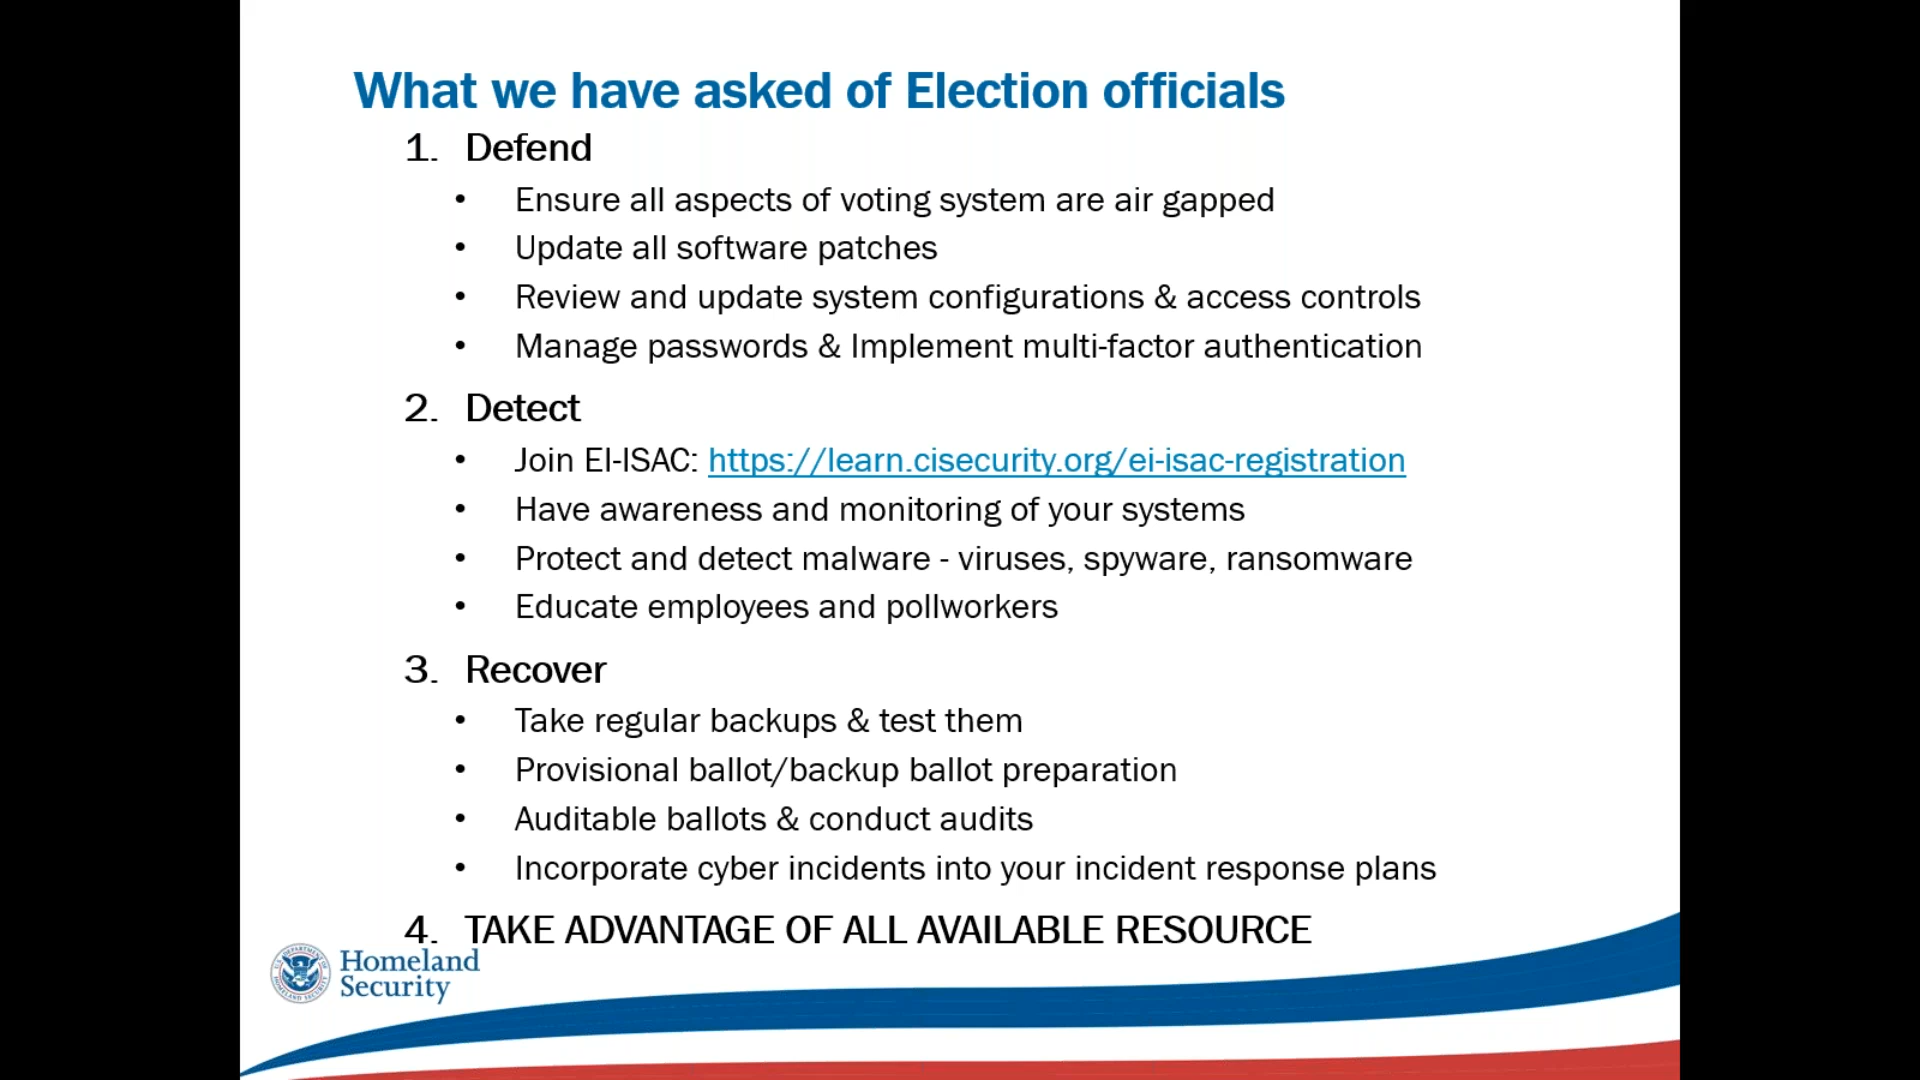 What we have asked of Election officials
1. Defend
• Ensure all aspects of voting system are air gapped
• Update all software patches
• Review and update system configurations & access controls
• Manage passwords & Implement multi-factor authentication
2. Detect
• Join EI-ISAC: https://learn.cisecurity.org/ei-isac-registration
• Have awareness and monitoring of your systems
• Protect and detect malware - viruses, spyware, ransomware
• Educate employees and pollworkers
3. Recover
• Take regular backups & test them
• Provisional ballot/backup ballot preparation
• Auditable ballots & conduct audits
• Incorporate cyber incidents into your incident response plans
4. TAKE ADVANTAGE OF ALL AVAILABLE RESOURCE
Homeland
Security